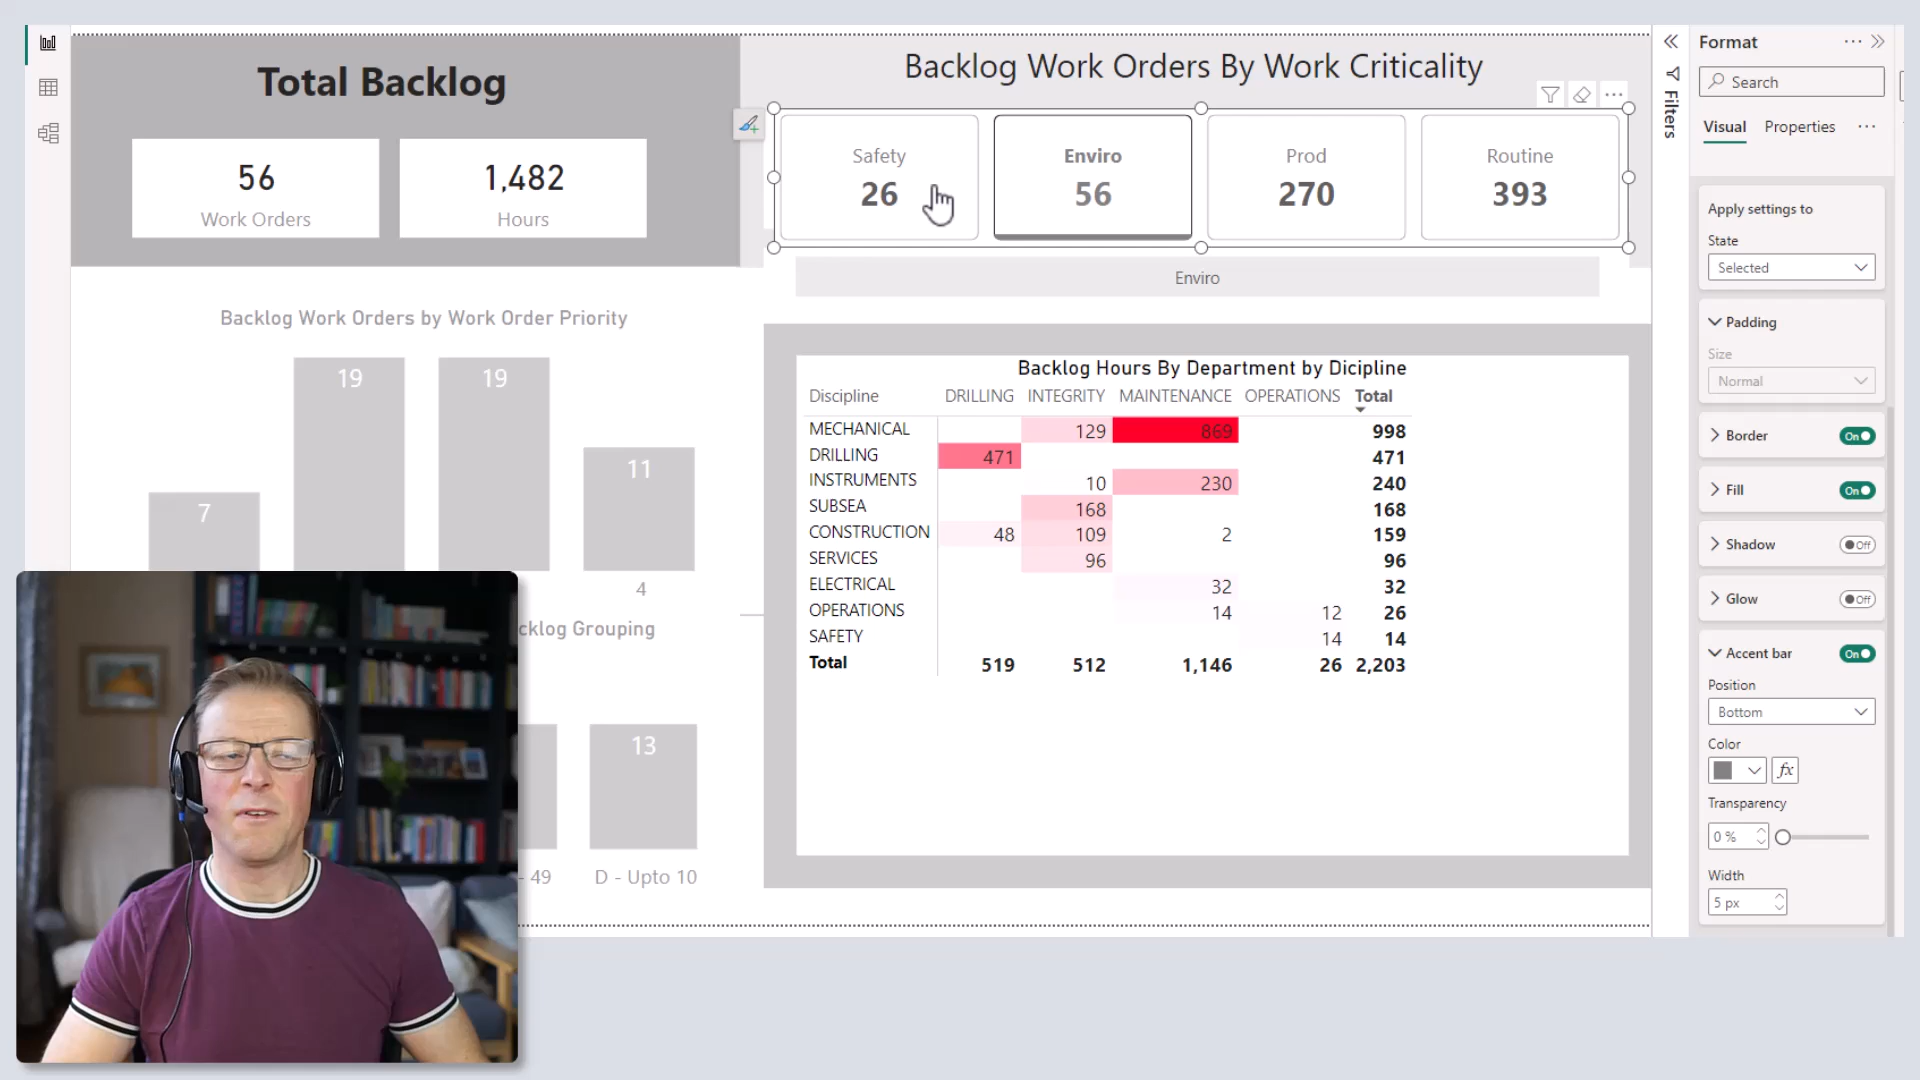 Total Backlog
56
Work Orders
1,482
Hours
Backlog Work Orders By Work Criticality
Safety
26
Enviro
56
Prod
270
Routine
393
Enviro
Backlog Work Orders by Work Order Priority
7
19
19
11
4
cklog Grouping
13
- 49
D - Upto 10
Backlog Hours By Department by Dicipline
Discipline DRILLING INTEGRITY MAINTENANCE OPERATIONS Total
MECHANICAL 129 869 998
DRILLING 471 471
INSTRUMENTS 10 230 240
SUBSEA 168 168
CONSTRUCTION 48 109 2 159
SERVICES 96 96
ELECTRICAL 32 32
OPERATIONS 14 12 26
SAFETY 14 14
Total 519 512 1,146 26 2,203
Filters
Format
Search
Visual Properties
Apply settings to
State
Selected
Padding
Size
Normal
Border On
Fill On
Shadow Off
Glow Off
Accent bar On
Position
Bottom
Color
fx
Transparency
0 %
Width
5 px